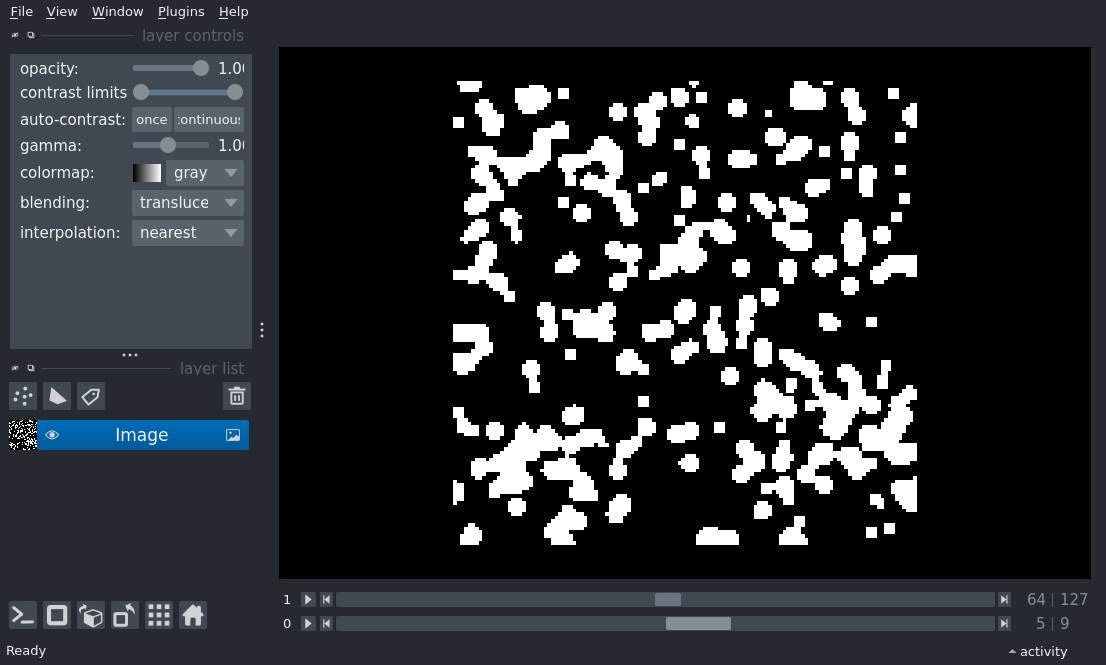 File View Window Plugins Help
layer controls
opacity: 1.00
contrast limits
auto-contrast: once continuous
gamma: 1.00
colormap: gray
blending: transluce
interpolation: nearest
layer list
Image
1 64 | 127
0 5 | 9
Ready activity